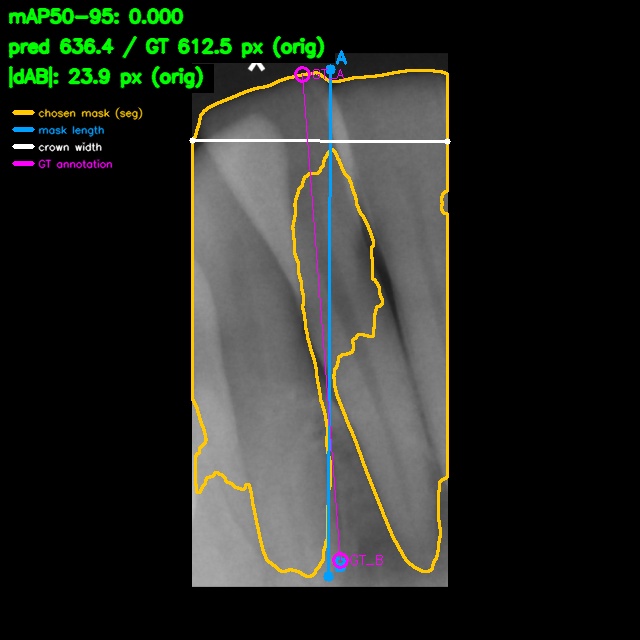 mAP50-95: 0.000
pred 636.4 / GT 612.5 px (orig)
|dAB|: 23.9 px (orig)
A
chosen mask (seg)
mask length
crown width
GT annotation
GT_B